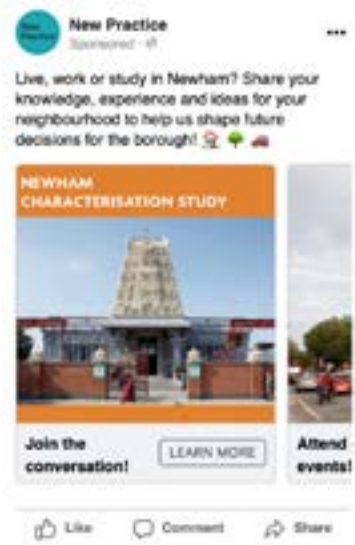 New Practice
New Practice
Sponsored
Live, work or study in Newham? Share your
knowledge, experience and ideas for your
neighbourhood to help us shape future
decisions for the borough!
NEWHAM
CHARACTERISATION STUDY
Join the
conversation!
LEARN MORE
Attend
events!
Like
Comment
Share